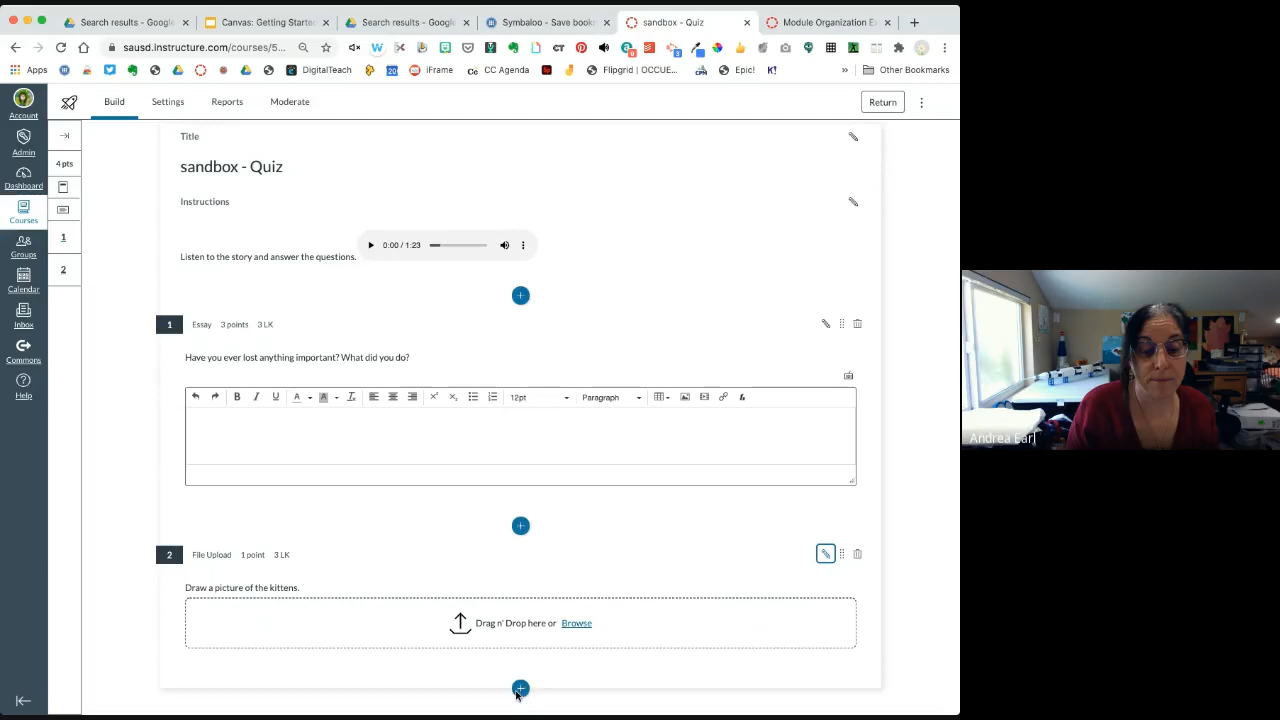 Search results - Google
Canvas: Getting Starte
Search results - Google
Symbaloo - Save book
sandbox - Quiz
Module Organization E
sausd.instructure.com/courses/5...
Apps
DigitalTeach
iFrame
CC Agenda
Flipgrid | OCCUE...
Epic!
Other Bookmarks
Build
Settings
Reports
Moderate
Return
Account
Admin
Dashboard
Courses
Groups
Calendar
Inbox
Commons
Help
4 pts
1
2
Title
sandbox - Quiz
Instructions
Listen to the story and answer the questions.
0:00 / 1:23
1 Essay 3 points 3 LK
Have you ever lost anything important? What did you do?
12pt
Paragraph
2 File Upload 1 point 3 LK
Draw a picture of the kittens.
Drag n' Drop here or Browse
Andrea Earl